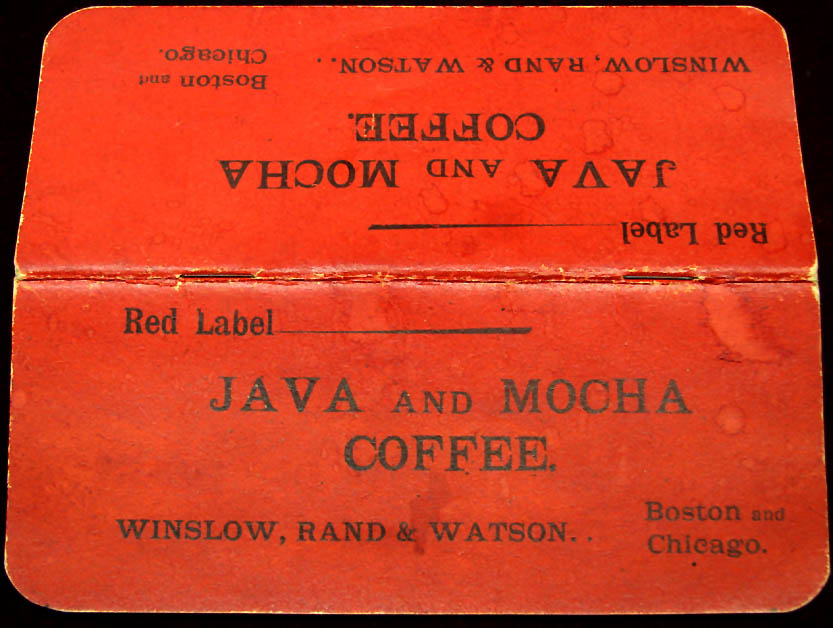 WINSLOW, RAND & WATSON..
Boston and
Chicago.
JAVA AND MOCHA
COFFEE.
Red Label
Red Label
JAVA AND MOCHA
COFFEE.
WINSLOW, RAND & WATSON..
Boston and
Chicago.